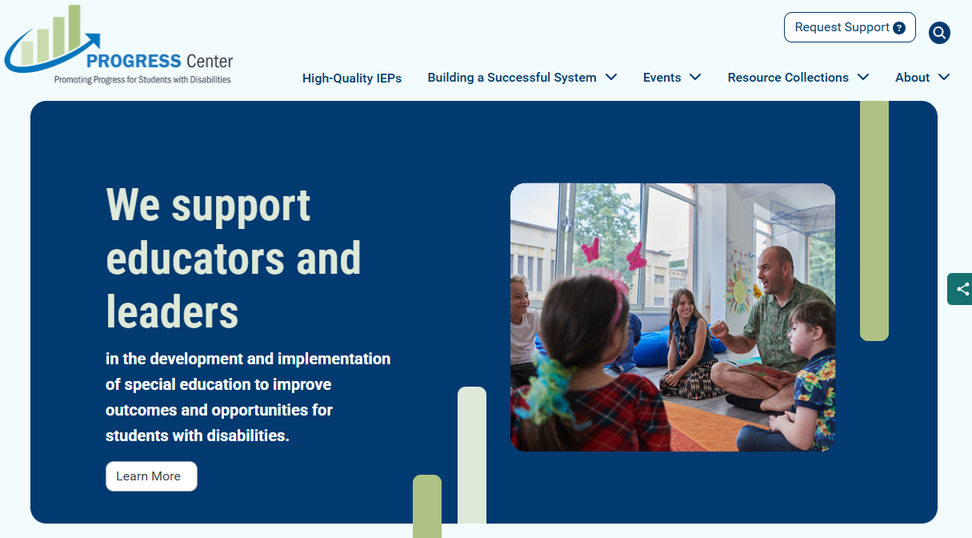 PROGRESS Center
Promoting Progress for Students with Disabilities
Request Support ?
High-Quality IEPs
Building a Successful System
Events
Resource Collections
About
We support
educators and
leaders
in the development and implementation
of special education to improve
outcomes and opportunities for
students with disabilities.
Learn More